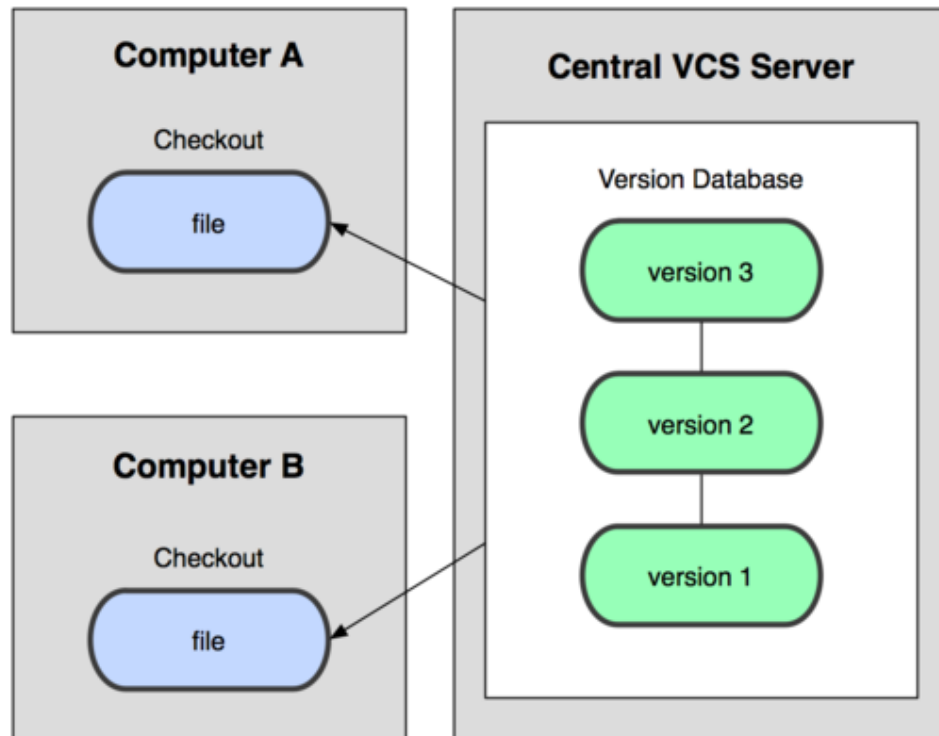 Computer A
Checkout
file
Computer B
Checkout
file
Central VCS Server
Version Database
version 3
version 2
version 1